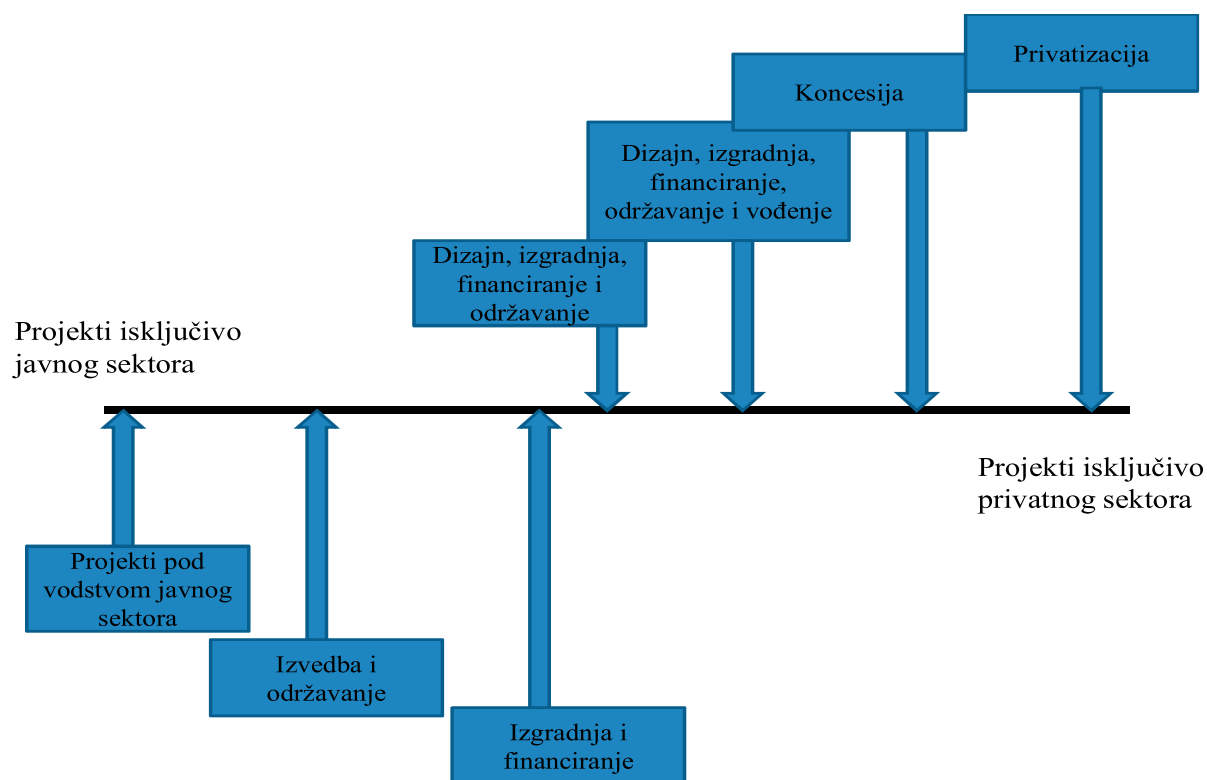 Privatizacija
Koncesija
Dizajn, izgradnja,
financiranje,
održavanje i vođenje
Dizajn, izgradnja,
financiranje i
održavanje
Projekti isključivo
javnog sektora
Projekti isključivo
privatnog sektora
Projekti pod
vodstvom javnog
sektora
Izvedba i
održavanje
Izgradnja i
financiranje